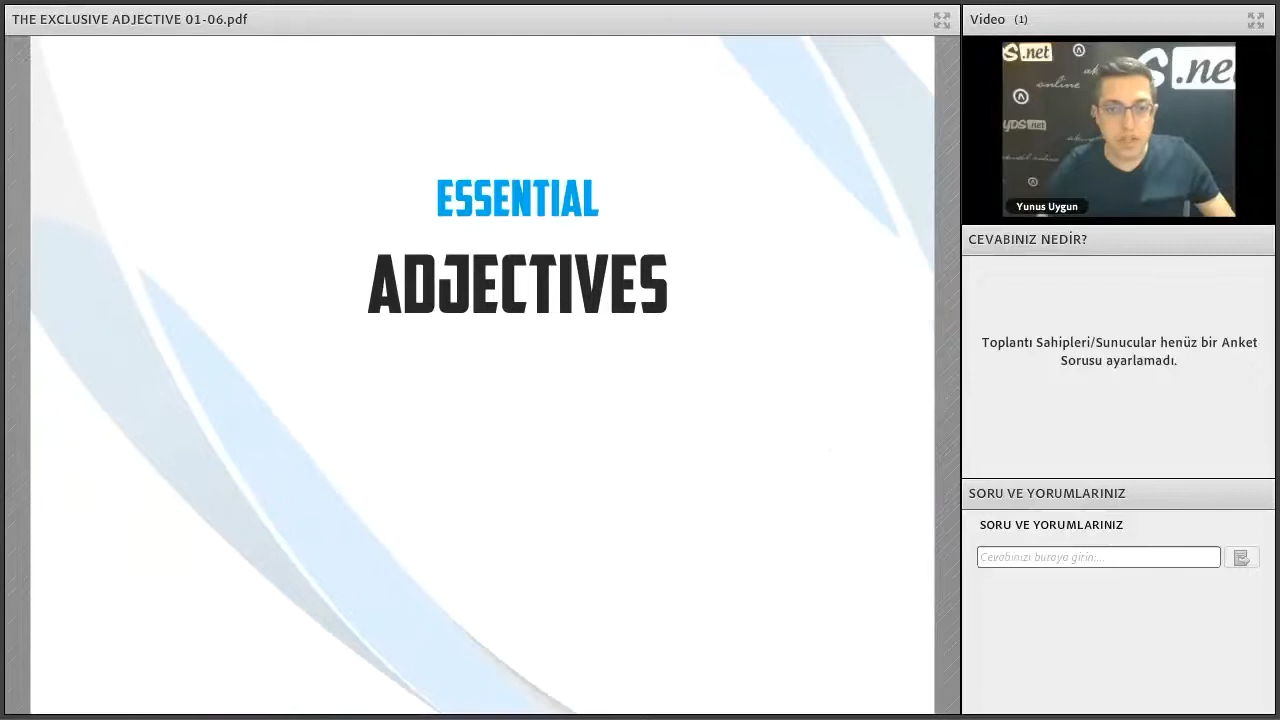 THE EXCLUSIVE ADJECTIVE 01-06.pdf
Video (1)
ESSENTIAL
ADJECTIVES
S.net
S.net
online
YDS.net
Yunus Uygun
CEVABINIZ NEDİR?
Toplantı Sahipleri/Sunucular henüz bir Anket
Sorusu ayarlamadı.
SORU VE YORUMLARINIZ
SORU VE YORUMLARINIZ
Cevabınızı buraya girin:...